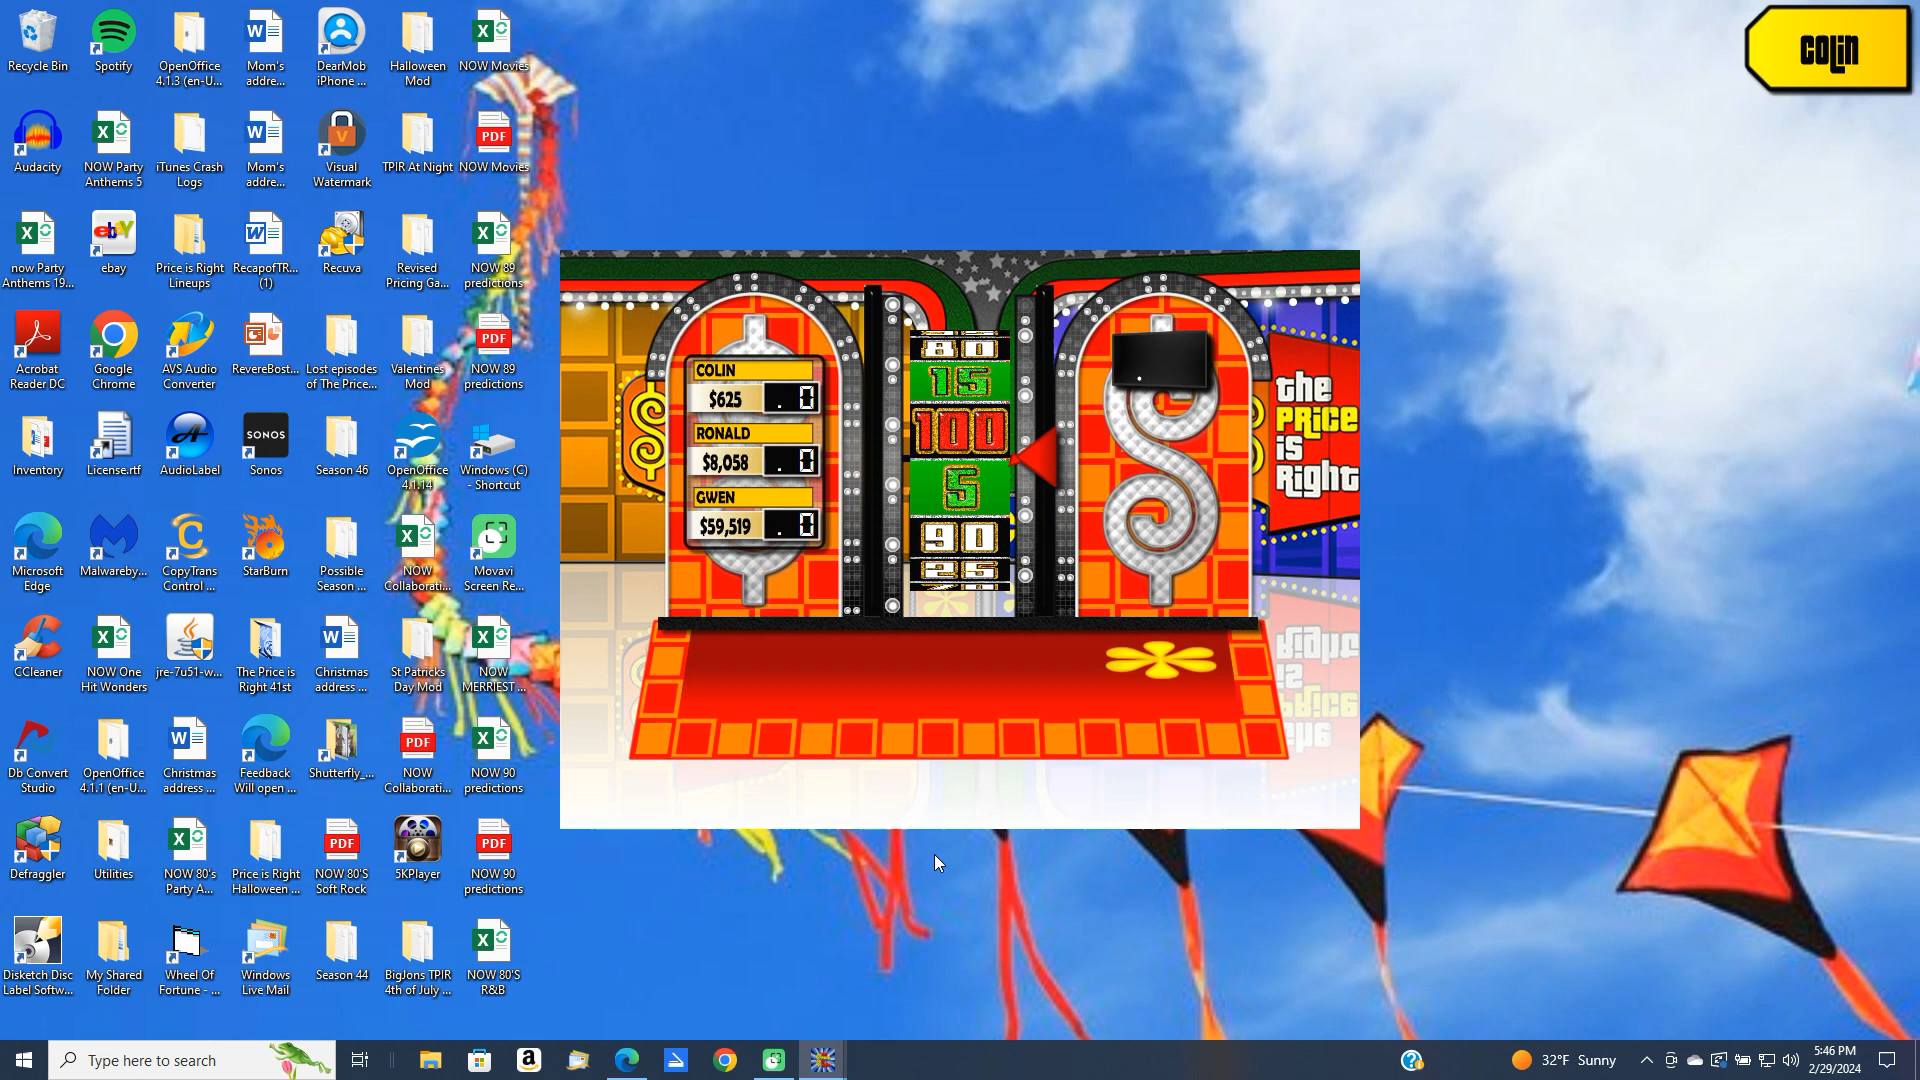 Recycle Bin
Spotify
OpenOffice
4.1.3 (en-U...
Mom's
addre...
DearMob
iPhone ...
Halloween
Mod
NOW Movies
Audacity
NOW Party
Anthems 5
iTunes Crash
Logs
Mom's
addre...
Visual
Watermark
TPIR At Night
PDF
NOW Movies
now Party
Anthems 19...
ebay
Price is Right
Lineups
RecapofTR...
(1)
Recuva
Revised
Pricing Ga...
NOW 89
predictions
Acrobat
Reader DC
Google
Chrome
AVS Audio
Converter
RevereBost...
Lost episodes
of The Price...
Valentines
Mod
PDF
NOW 89
predictions
Inventory
License.rtf
AudioLabel
SONOS
Sonos
Season 46
OpenOffice
4.1.14
Windows (C)
- Shortcut
Microsoft
Edge
Malwareby...
CopyTrans
Control ...
StarBurn
Possible
Season ...
NOW
Collaborati...
Movavi
Screen Re...
CCleaner
NOW One
Hit Wonders
jre-7u51-w...
The Price is
Right 41st
Christmas
address ...
St Patricks
Day Mod
NOW
MERRIEST ...
Db Convert
Studio
OpenOffice
4.1.1 (en-U...
Christmas
address ...
Feedback
Will open ...
Shutterfly_...
PDF
NOW
Collaborati...
NOW 90
predictions
Defraggler
Utilities
NOW 80's
Party A...
Price is Right
Halloween ...
PDF
NOW 80'S
Soft Rock
5KPlayer
PDF
NOW 90
predictions
Disketch Disc
Label Softw...
My Shared
Folder
Wheel Of
Fortune - ...
Windows
Live Mail
Season 44
BigJons TPIR
4th of July ...
NOW 80'S
R&B
COLIN
COLIN
$625 . 0
RONALD
$8,058 . 0
GWEN
$59,519 . 0
80
15
100
5
90
25
the
PRICE
is
Right
Type here to search
32°F Sunny
5:46 PM
2/29/2024